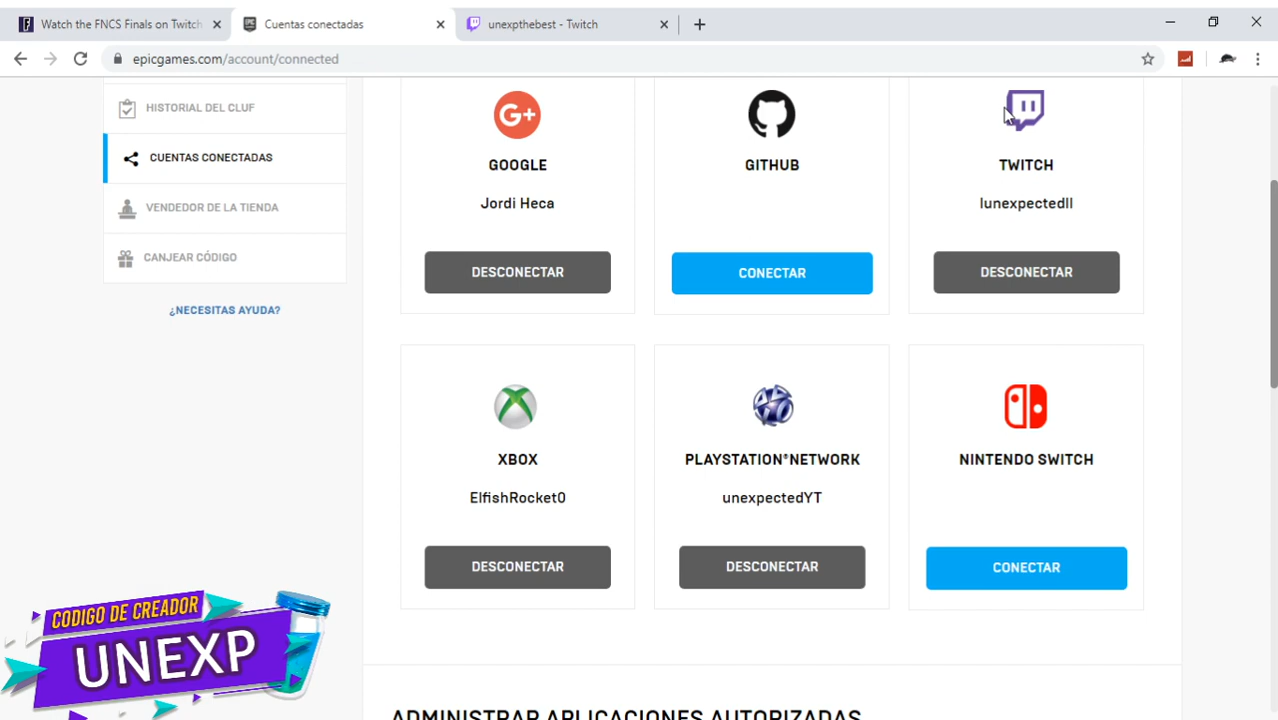 Watch the FNCS Finals on Twitch
Cuentas conectadas
unexpthebest - Twitch
epicgames.com/account/connected
HISTORIAL DEL CLUF
CUENTAS CONECTADAS
VENDEDOR DE LA TIENDA
CANJEAR CÓDIGO
¿NECESITAS AYUDA?
G+
GOOGLE
Jordi Heca
DESCONECTAR
GITHUB
CONECTAR
TWITCH
lunexpectedll
DESCONECTAR
XBOX
ElfishRocket0
DESCONECTAR
PLAYSTATION®NETWORK
unexpectedYT
DESCONECTAR
NINTENDO SWITCH
CONECTAR
ADMINISTRAR APLICACIONES AUTORIZADAS
CODIGO DE CREADOR
UNEXP